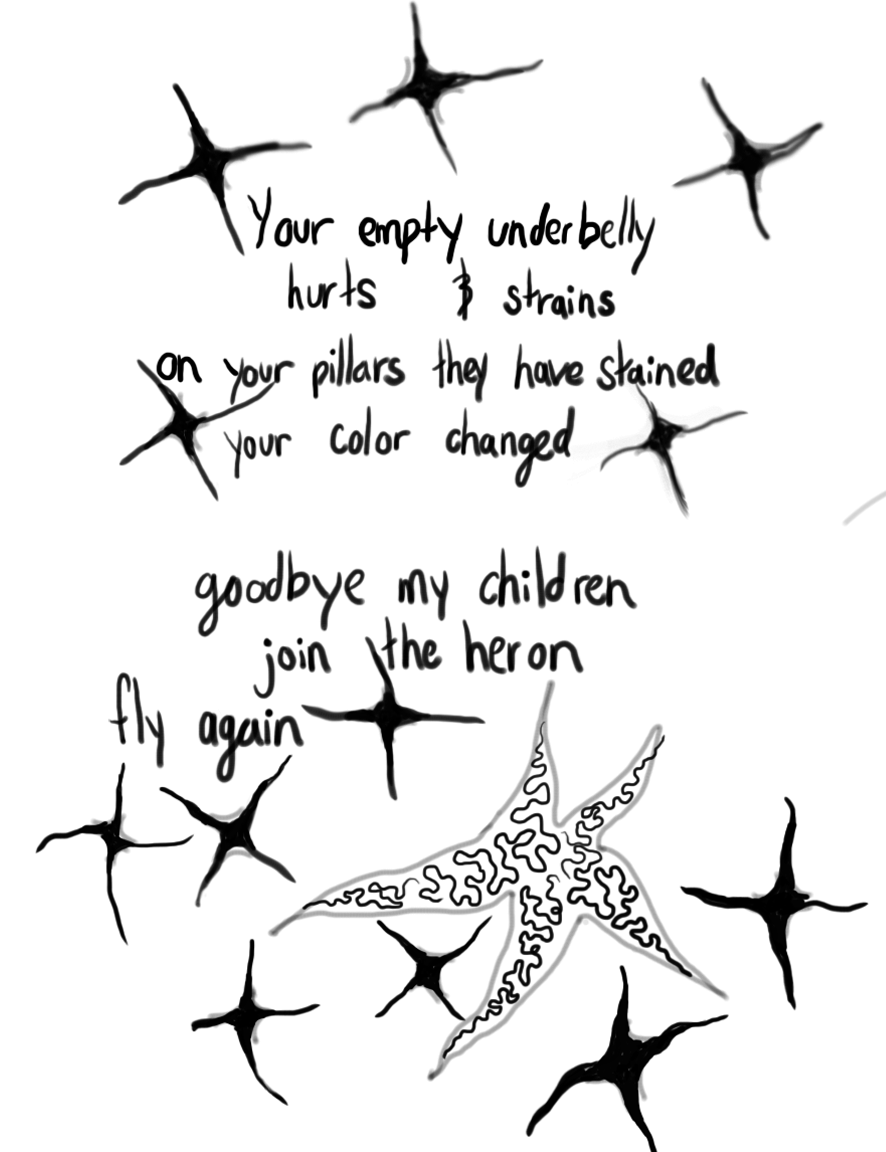 Your empty underbelly
hurts & strains
on your pillars they have stained
your color changed
goodbye my children
join the heron
fly again